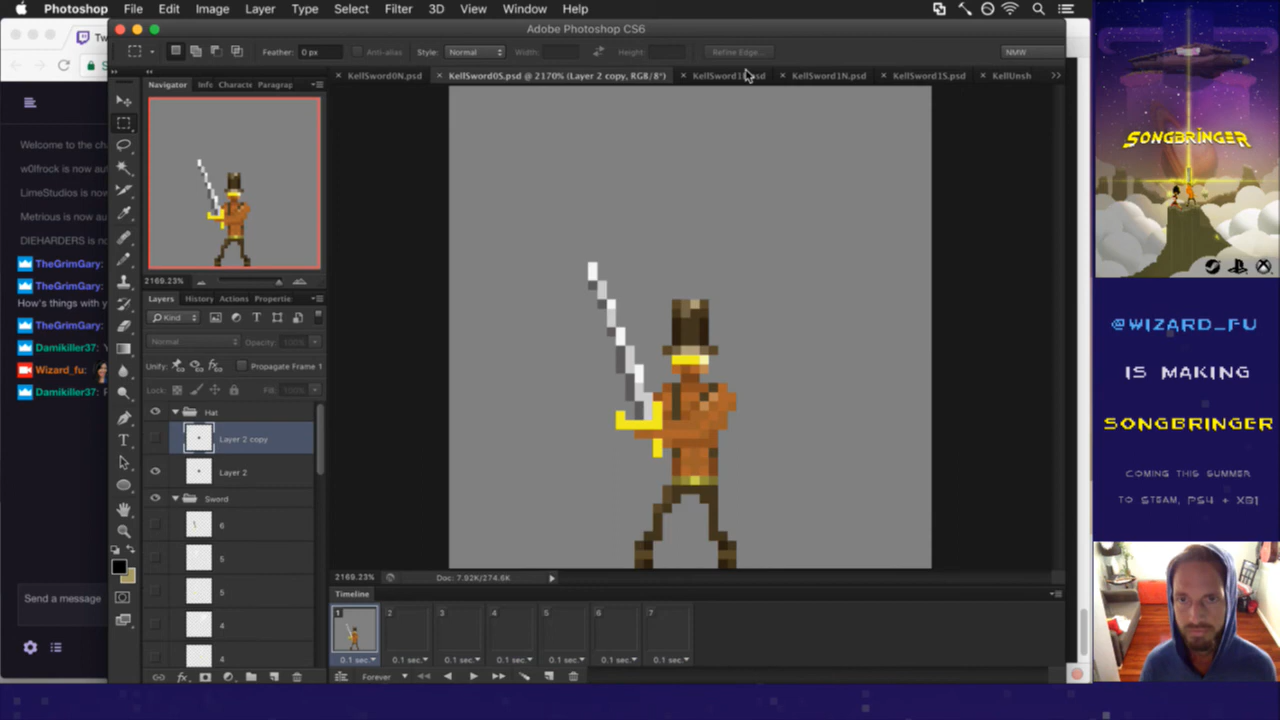 Photoshop File Edit Image Layer Type Select Filter 3D View Window Help
Adobe Photoshop CS6
Feather: 0 px Anti-alias Style: Normal Width: Height: Refine Edge... NMW
KellSword0N.psd KellSword0S.psd @ 2170% (Layer 2 copy, RGB/8*) KellSword1N.psd KellSword1S.psd KellUnsh
Navigator Info Characte Paragrap
2169.23%
Layers History Actions Propertie
Kind
Normal Opacity: 100%
Unify: Propagate Frame 1
Lock: Fill: 100%
Hat
Layer 2 copy
Layer 2
Sword
6
5
5
4
4
2169.23% Doc: 7.92K/274.6K
Timeline
1 2 3 4 5 6 7
0.1 sec. 0.1 sec. 0.1 sec. 0.1 sec. 0.1 sec. 0.1 sec. 0.1 sec.
Forever
Tw
S
Welcome to the ch
w0lfrock is now au
LimeStudios is now
Metrious is now au
DIEHARDERS is no
TheGrimGary:
TheGrimGary:
How's things with y
TheGrimGary:
Damikiller37: Y
Wizard_fu:
Damikiller37:
Send a message
SONGBRINGER
@WIZARD_FU
IS MAKING
SONGBRINGER
COMING THIS SUMMER
TO STEAM, PS4 + XB1